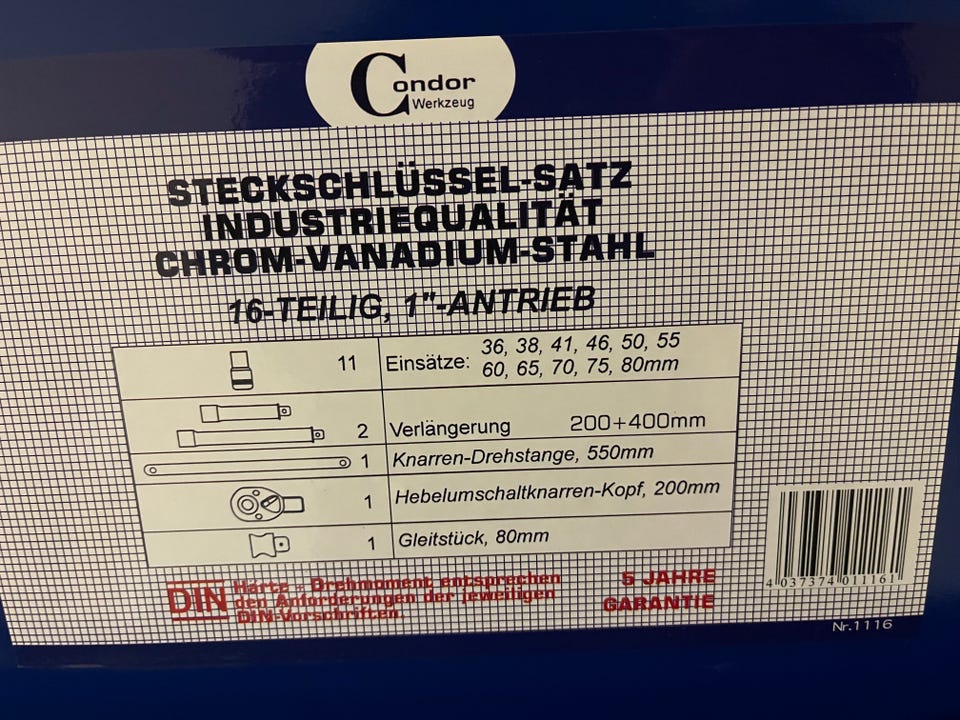 Condor
Werkzeug
STECKSCHLÜSSEL-SATZ
INDUSTRIEQUALITÄT
CHROM-VANADIUM-STAHL
16-TEILIG, 1"-ANTRIEB
11 Einsätze: 36, 38, 41, 46, 50, 55
60, 65, 70, 75, 80mm
2 Verlängerung 200+400mm
1 Knarren-Drehstange, 550mm
1 Hebelumschaltknarren-Kopf, 200mm
1 Gleitstück, 80mm
DIN Härte - Drehmoment entsprechen
den Anforderungen der jeweiligen
DIN-Vorschriften.
5 JAHRE
GARANTIE
4 037374 011161
Nr.1116